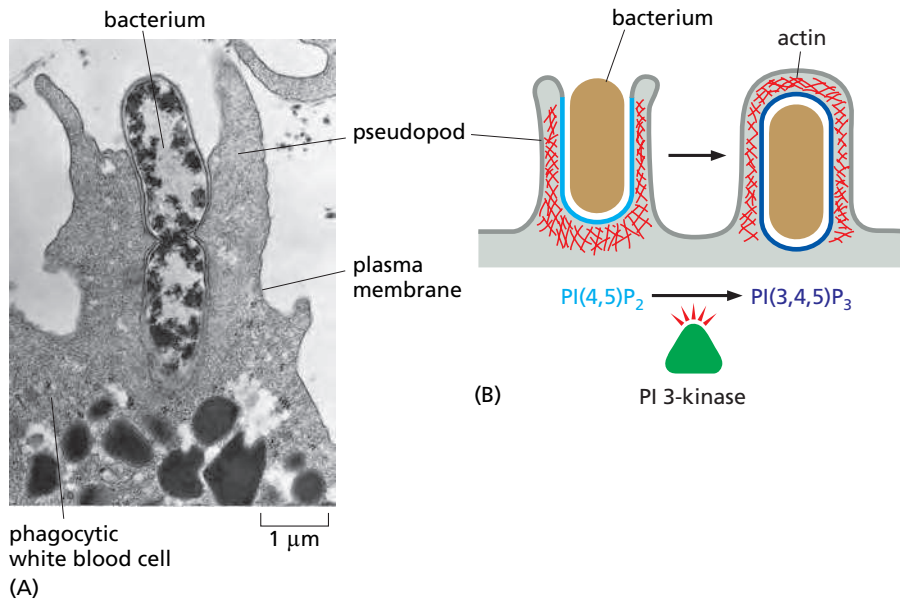 bacterium
pseudopod
plasma
membrane
phagocytic
white blood cell
1 μm
(A)
bacterium
actin
PI(4,5)P₂
PI(3,4,5)P₃
PI 3-kinase
(B)